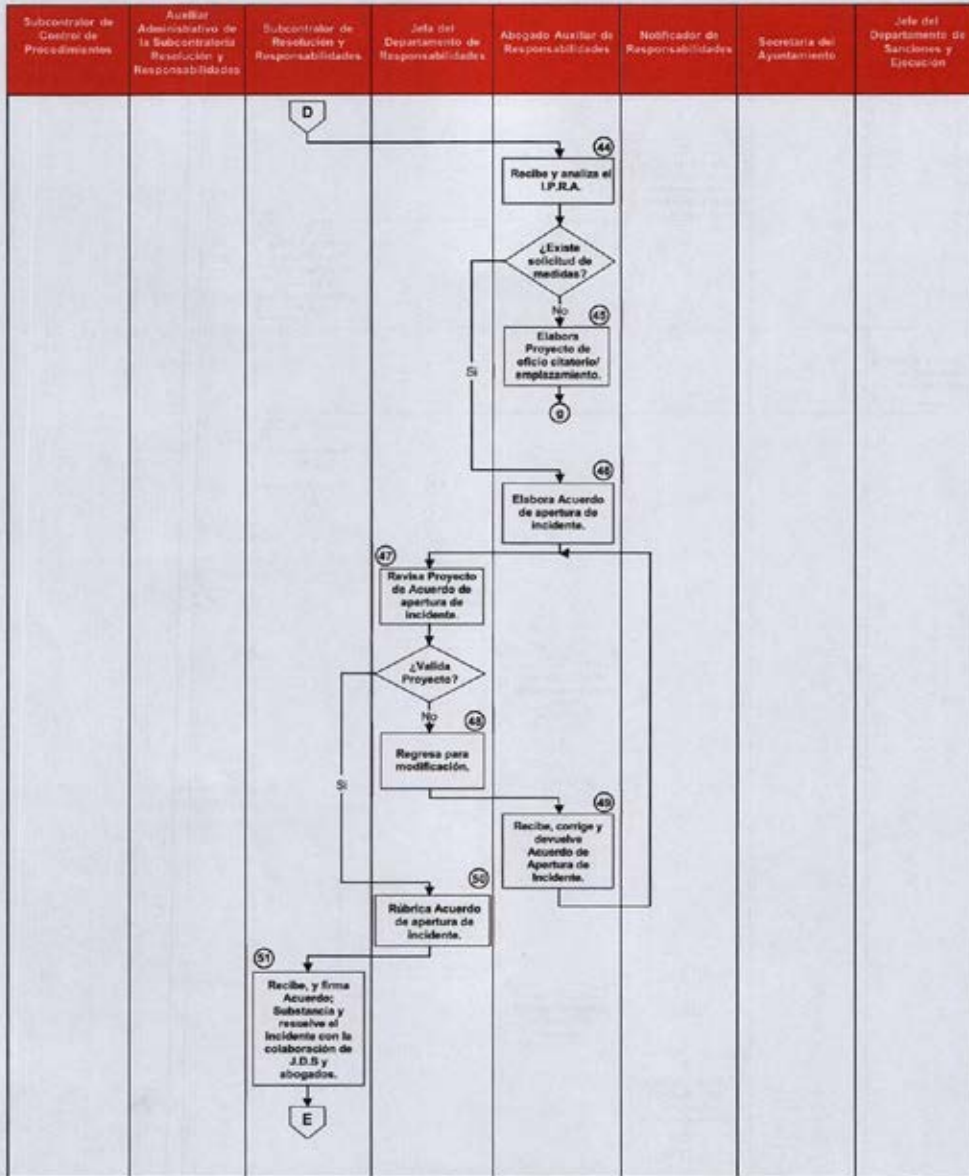 Subcontralor de
Control de
Procedimientos
Auxiliar
Administrativo de
la Subcontraloría
Resolución y
Responsabilidades
Subcontralor de
Resolución y
Responsabilidades
Jefa del
Departamento de
Responsabilidades
Abogado Auxiliar de
Responsabilidades
Notificador de
Responsabilidades
Secretaria del
Ayuntamiento
Jefe del
Departamento de
Sanciones y
Ejecución
D
44
Recibe y analiza el
I.P.R.A.
¿Existe
solicitud de
medidas?
No
45
Elabora
Proyecto de
oficio citatorio/
emplazamiento.
Si
g
46
Elabora Acuerdo
de apertura de
incidente.
47
Revisa Proyecto
de Acuerdo de
apertura de
incidente.
¿Valida
Proyecto?
No
48
Regresa para
modificación.
Si
49
Recibe, corrige y
devuelve
Acuerdo de
Apertura de
Incidente.
50
Rúbrica Acuerdo
de apertura de
incidente.
51
Recibe, y firma
Acuerdo;
Substancia y
resuelve el
incidente con la
colaboración de
J.D.S y
abogados.
E